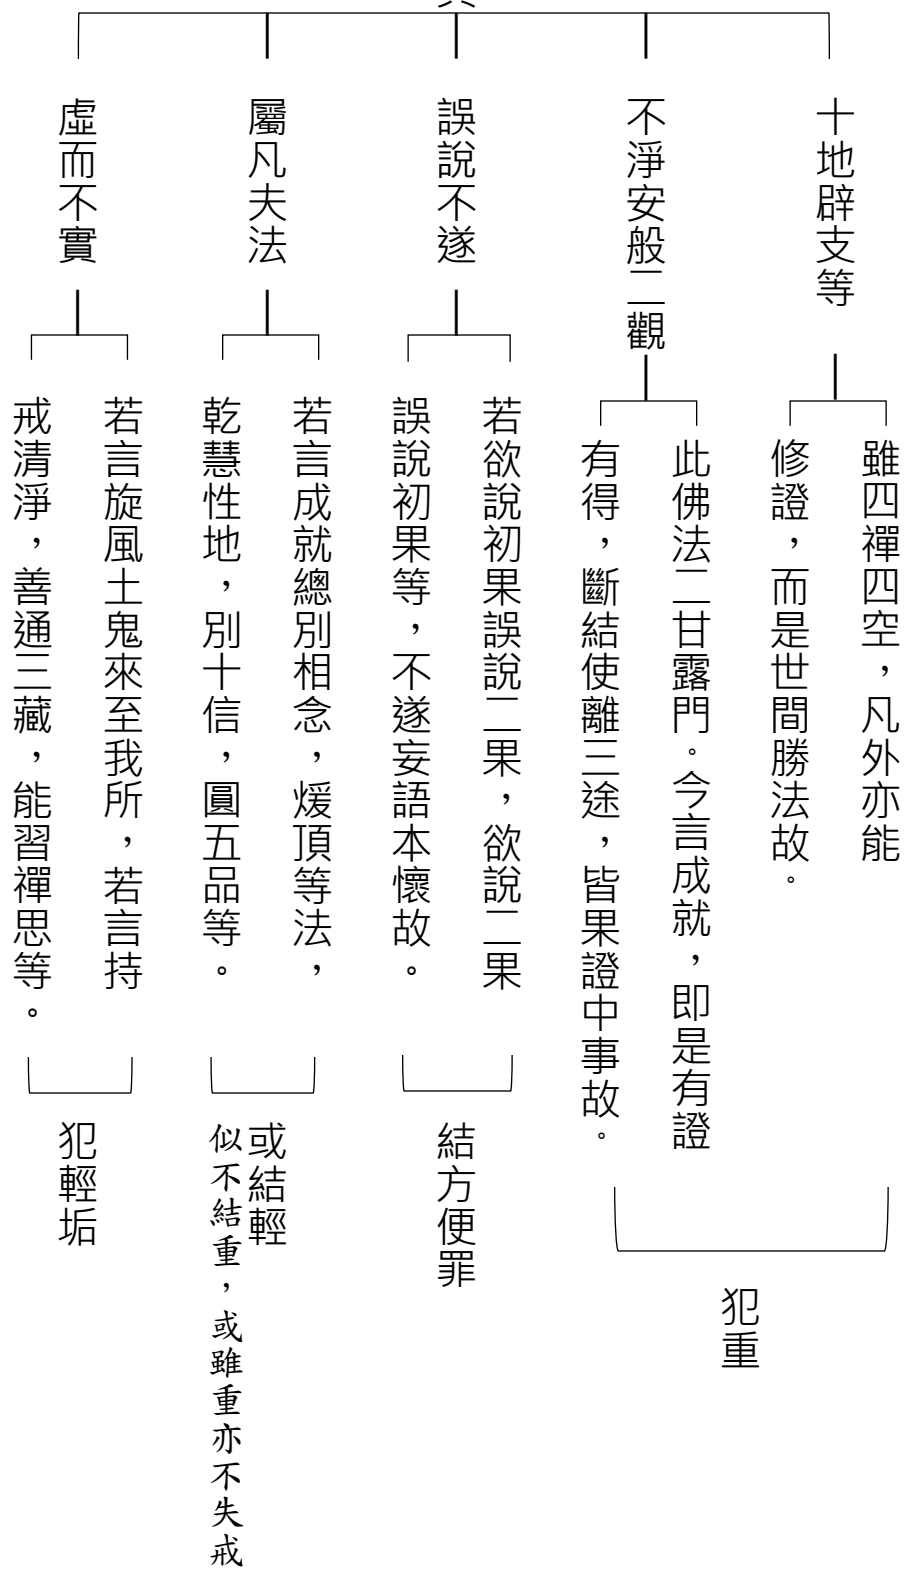 十地辟支等
雖四禪四空，凡外亦能
修證，而是世間勝法故。
不淨安般二觀
此佛法二甘露門。今言成就，即是有證
有得，斷結使離三途，皆果證中事故。
犯重
誤說不遂
若欲說初果誤說二果，欲說二果
誤說初果等，不遂妄語本懷故。
結方便罪
屬凡夫法
若言成就總別相念，煖頂等法，
乾慧性地，別十信，圓五品等。
或結輕
似不結重，或雖重亦不失戒
虛而不實
若言旋風土鬼來至我所，若言持
戒清淨，善通三藏，能習禪思等。
犯輕垢